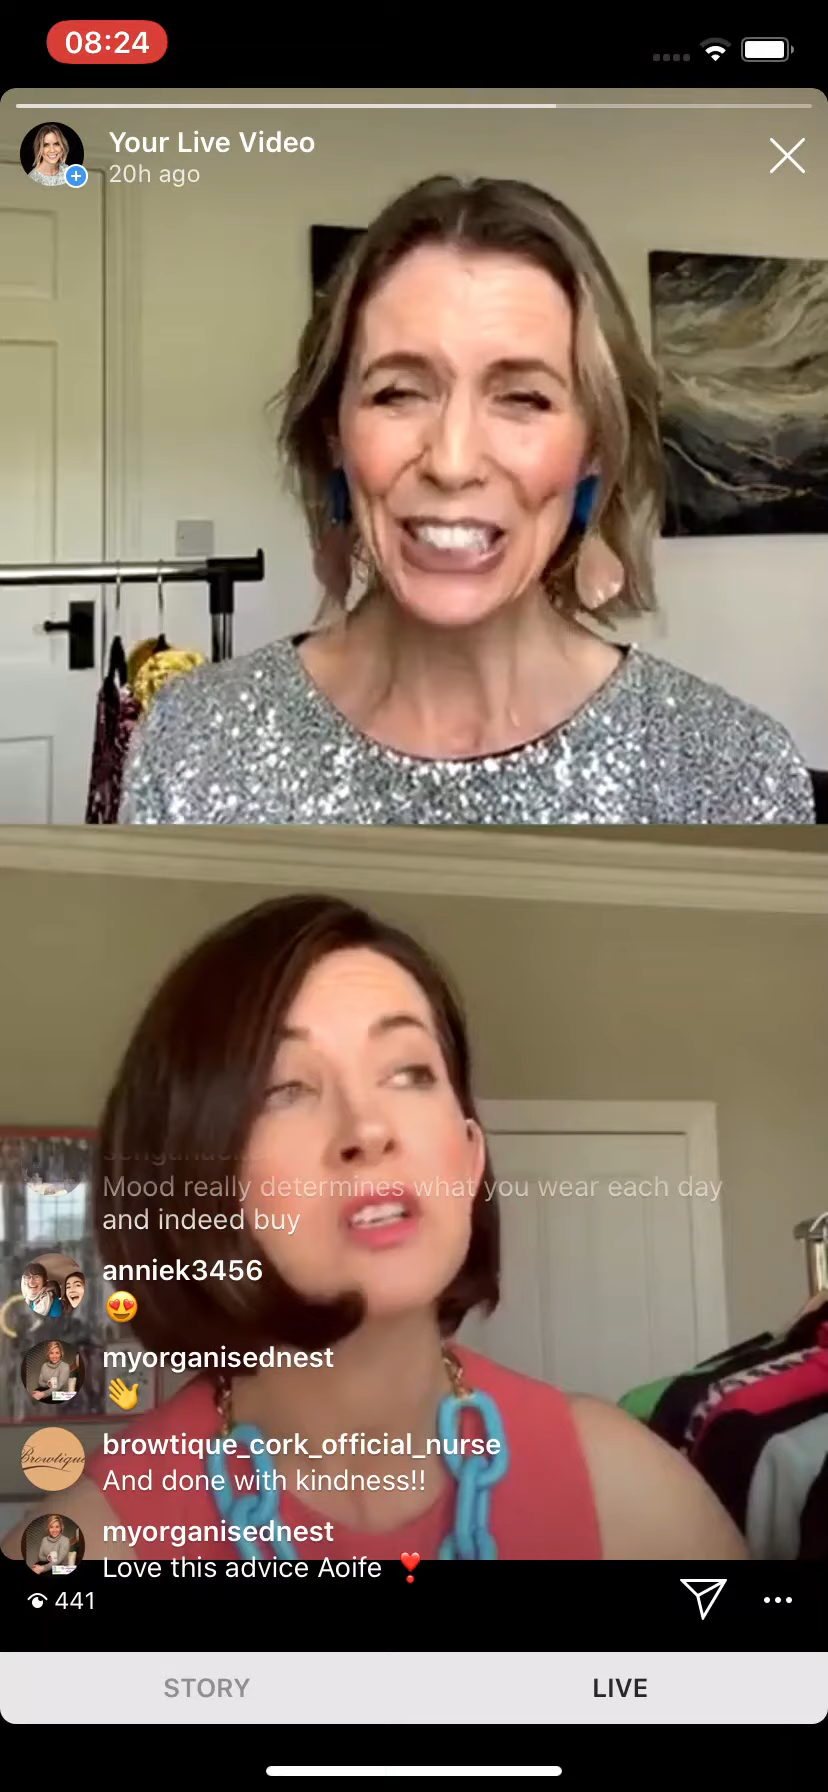 08:24
Your Live Video
20h ago
Mood really determines what you wear each day
and indeed buy
anniek3456
😍
myorganisednest
👋
browtique_cork_official_nurse
Browtique
And done with kindness!!
myorganisednest
Love this advice Aoife ❣️
441
STORY
LIVE